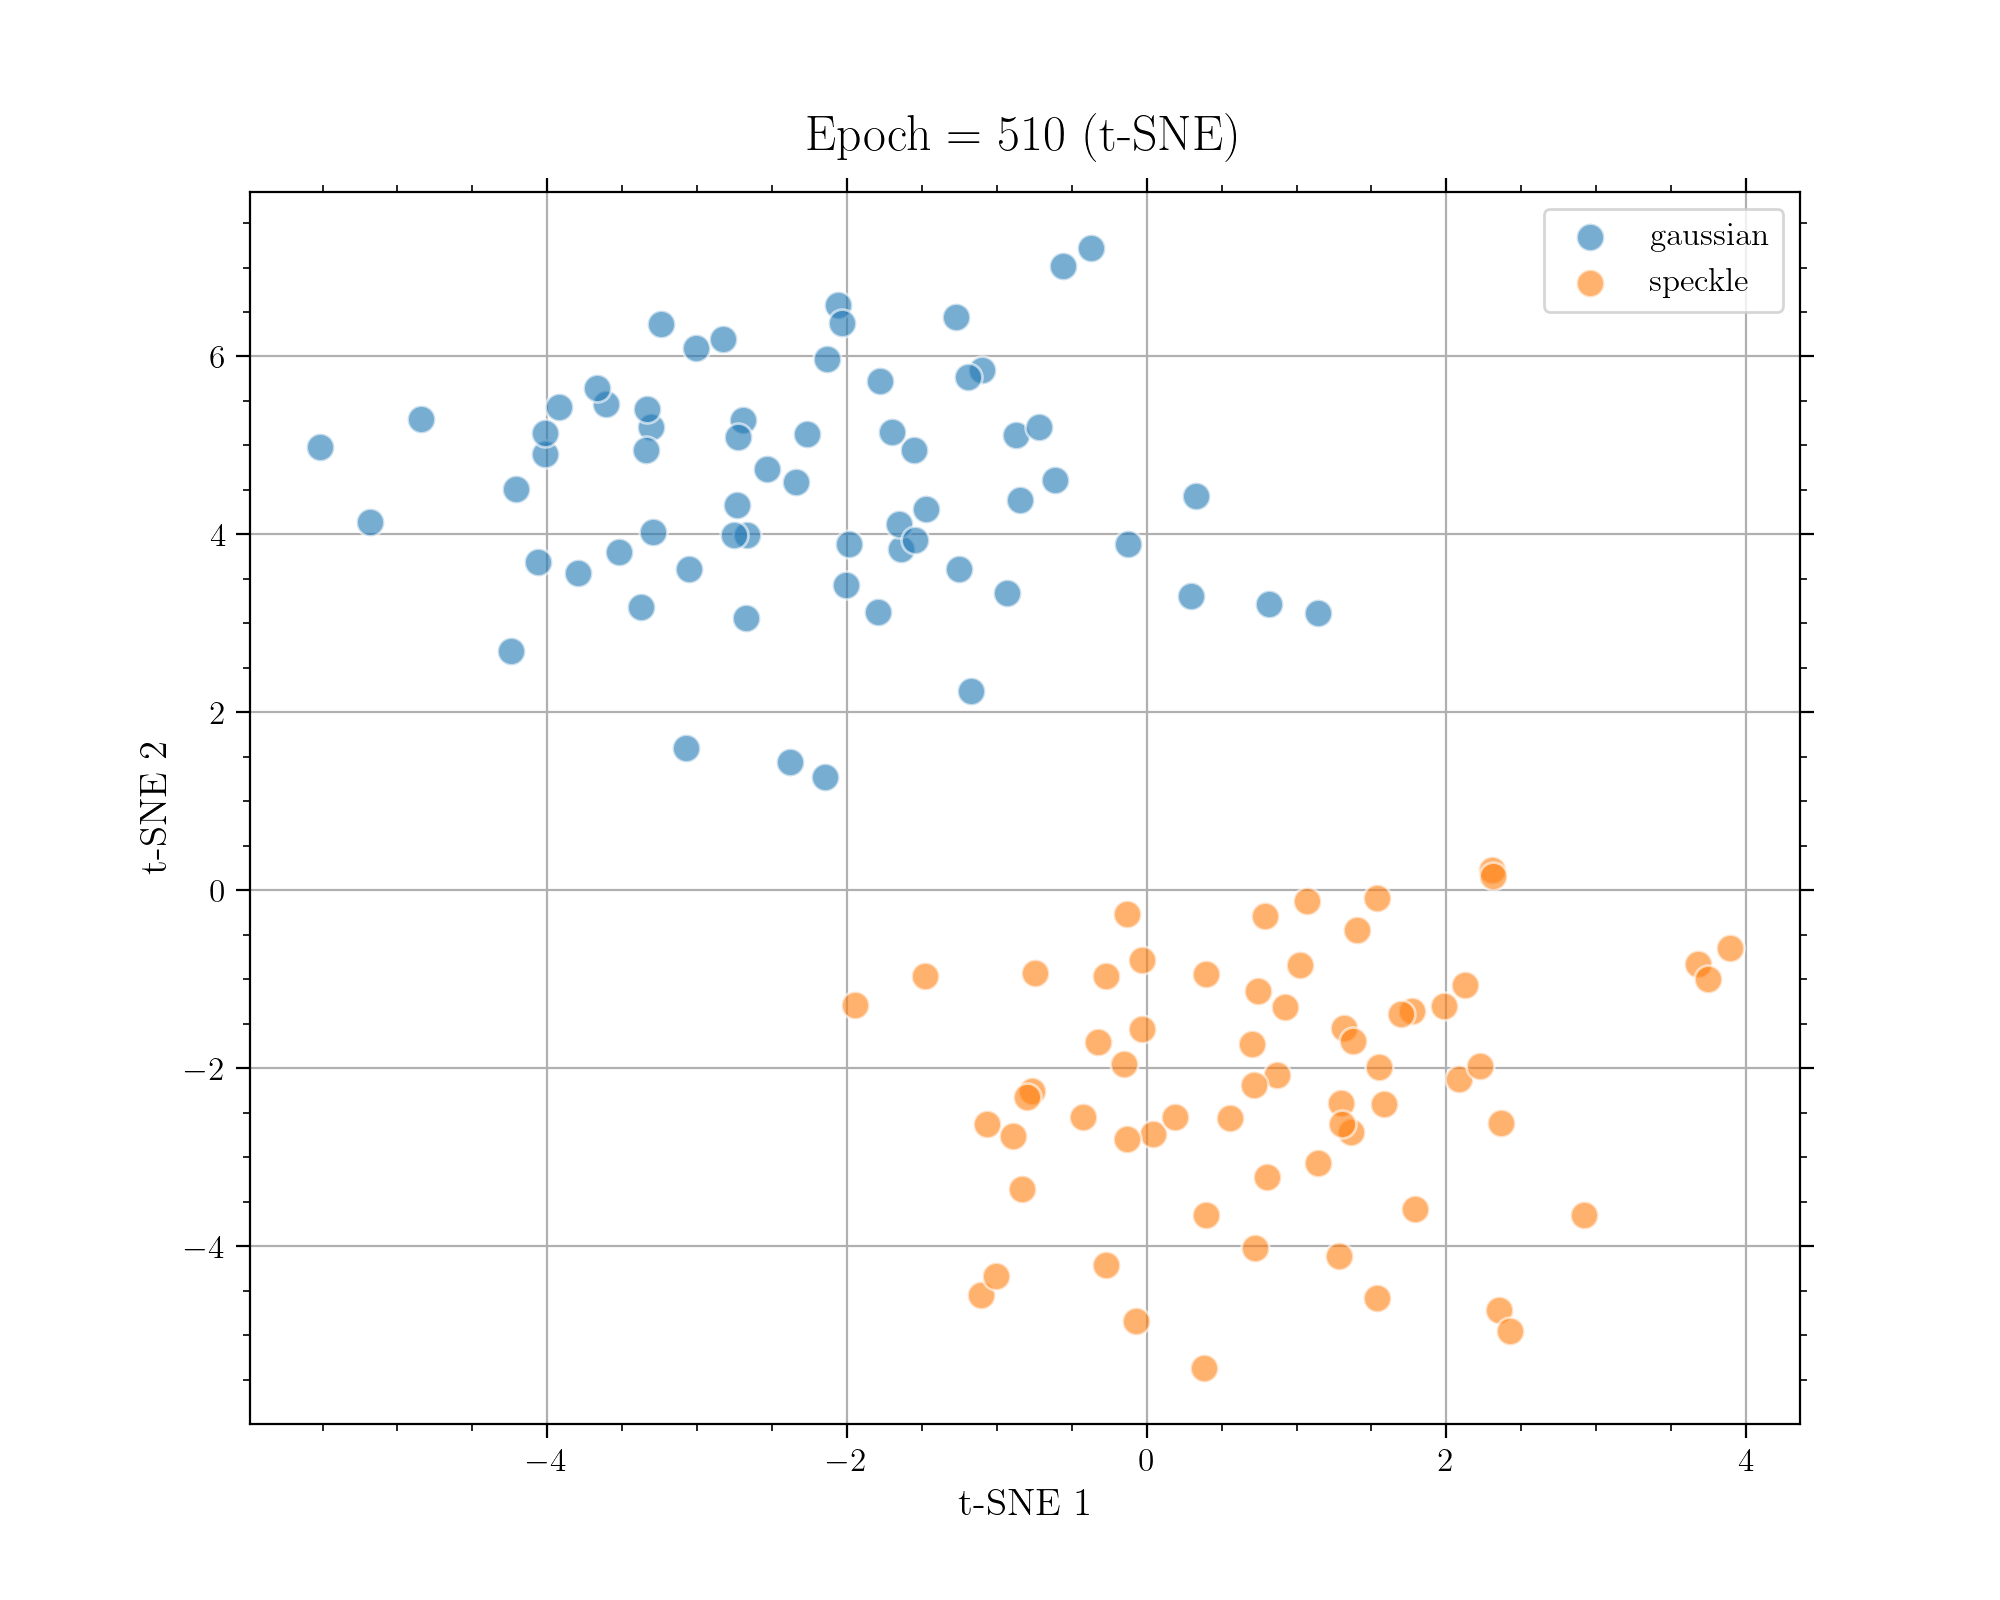 Epoch = 510 (t-SNE)
gaussian
speckle
6
4
2
0
−2
−4
t-SNE 2
−4 −2 0 2 4
t-SNE 1